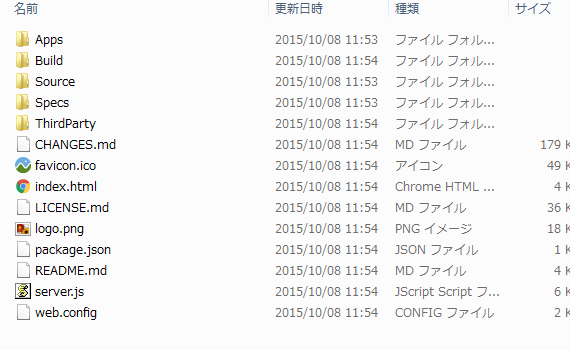 名前 更新日時 種類 サイズ
Apps 2015/10/08 11:53 ファイル フォル...
Build 2015/10/08 11:54 ファイル フォル...
Source 2015/10/08 11:53 ファイル フォル...
Specs 2015/10/08 11:53 ファイル フォル...
ThirdParty 2015/10/08 11:54 ファイル フォル...
CHANGES.md 2015/10/08 11:54 MD ファイル 179 K
favicon.ico 2015/10/08 11:54 アイコン 49 K
index.html 2015/10/08 11:54 Chrome HTML ... 4 K
LICENSE.md 2015/10/08 11:54 MD ファイル 36 K
logo.png 2015/10/08 11:54 PNG イメージ 18 K
package.json 2015/10/08 11:54 JSON ファイル 1 K
README.md 2015/10/08 11:54 MD ファイル 4 K
server.js 2015/10/08 11:54 JScript Script フ... 6 K
web.config 2015/10/08 11:54 CONFIG ファイル 2 K